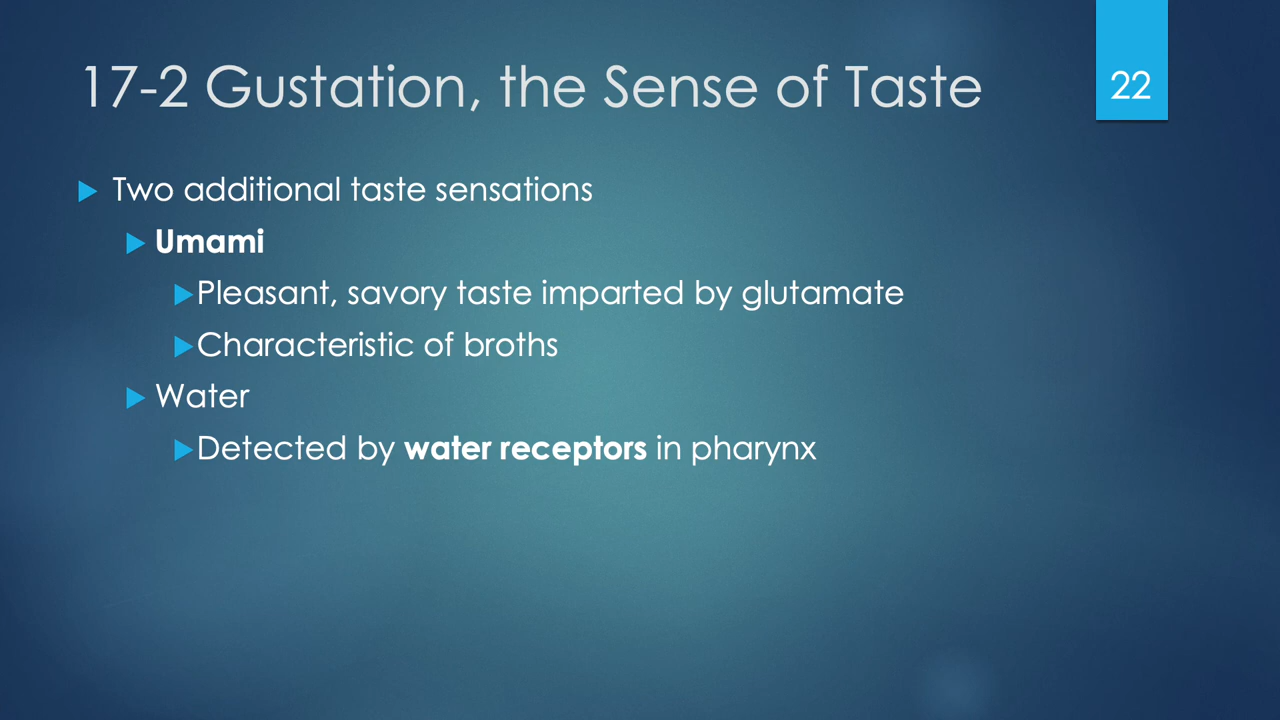 17-2 Gustation, the Sense of Taste
22
Two additional taste sensations
Umami
Pleasant, savory taste imparted by glutamate
Characteristic of broths
Water
Detected by water receptors in pharynx